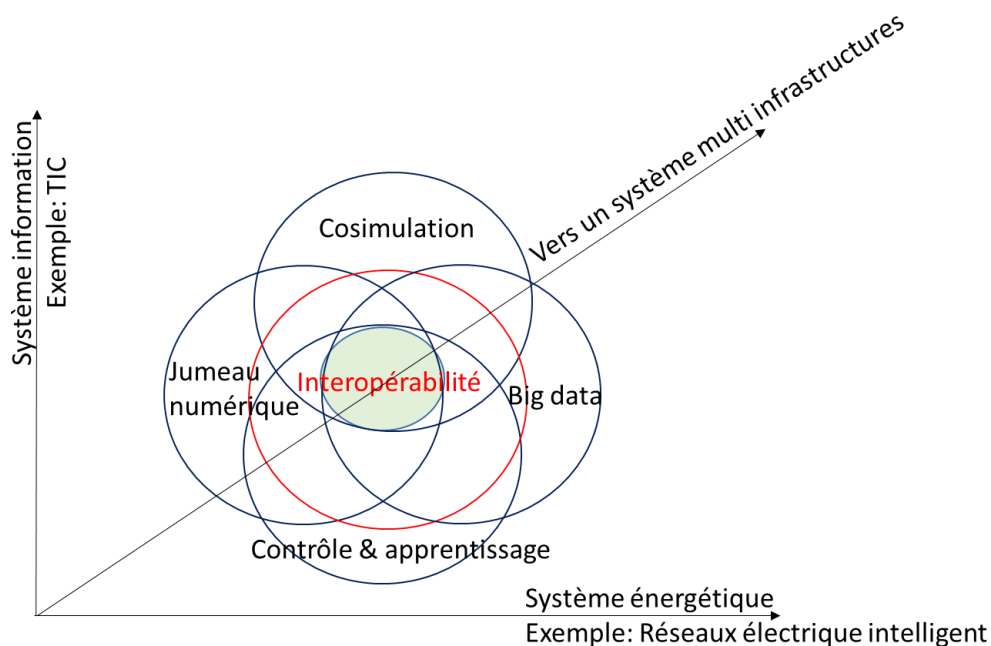 Vers un système multi infrastructures
Système information
Exemple: TIC
Cosimulation
Jumeau
numérique
Interopérabilité
Big data
Contrôle & apprentissage
Système énergétique
Exemple: Réseaux électrique intelligent